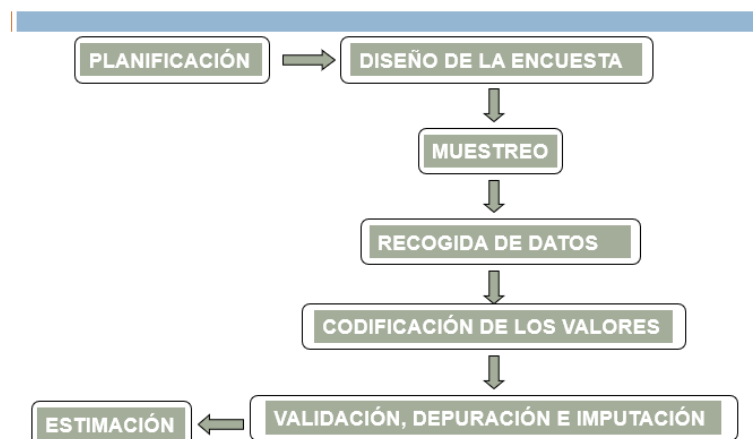 PLANIFICACIÓN
DISEÑO DE LA ENCUESTA
MUESTREO
RECOGIDA DE DATOS
CODIFICACIÓN DE LOS VALORES
VALIDACIÓN, DEPURACIÓN E IMPUTACIÓN
ESTIMACIÓN